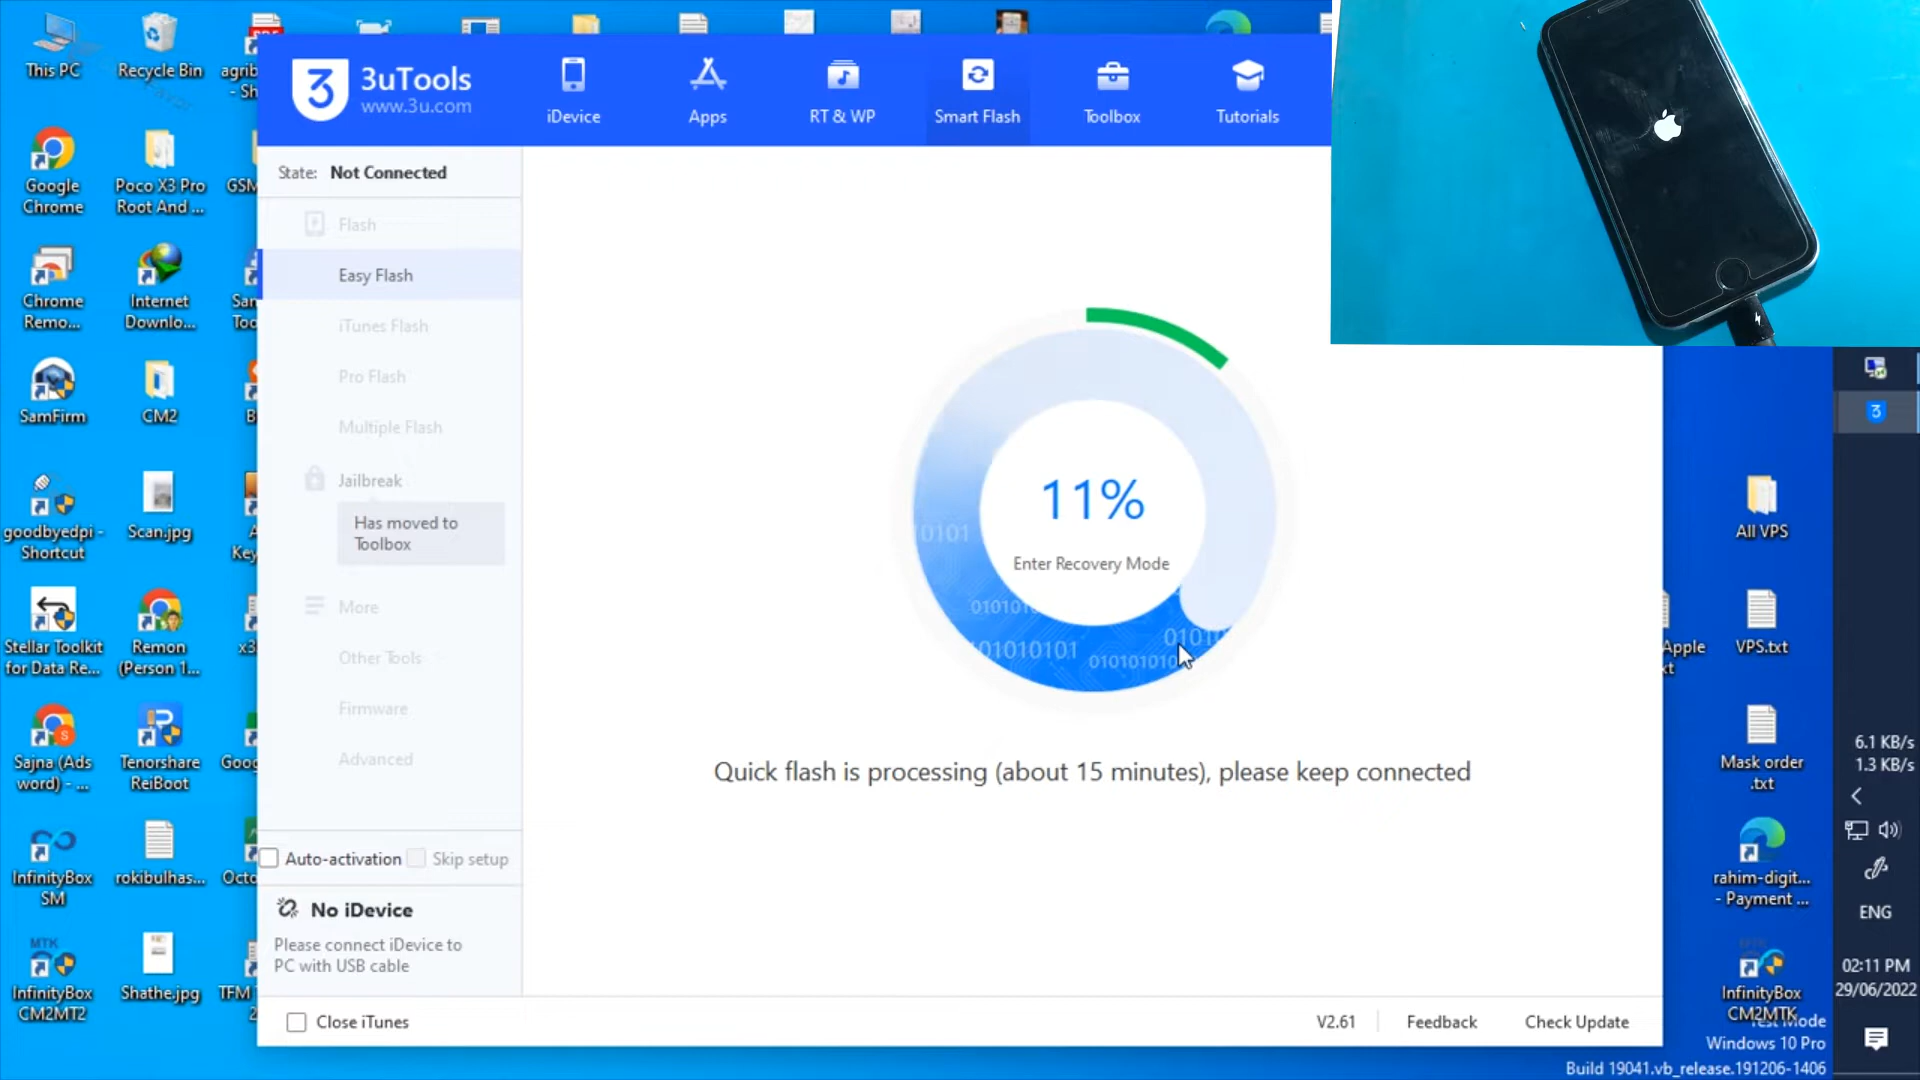 This PC
Recycle Bin
Google
Chrome
Poco X3 Pro
Root And ...
Chrome
Remo...
Internet
Downlo...
SamFirm
CM2
goodbyedpi -
Shortcut
Scan.jpg
Stellar Toolkit
for Data Re...
Remon
(Person 1...
Sajna (Ads
word) - ...
Tenorshare
ReiBoot
InfinityBox
SM
rokibulhas...
MTK
InfinityBox
CM2MT2
Shathe.jpg
3
3uTools
www.3u.com
iDevice
Apps
RT & WP
Smart Flash
Toolbox
Tutorials
State: Not Connected
Flash
Easy Flash
iTunes Flash
Pro Flash
Multiple Flash
Jailbreak
Has moved to
Toolbox
More
Other Tools
Firmware
Advanced
Auto-activation
Skip setup
No iDevice
Please connect iDevice to
PC with USB cable
Close iTunes
11%
Enter Recovery Mode
Quick flash is processing (about 15 minutes), please keep connected
V2.61
Feedback
Check Update
All VPS
VPS.txt
Mask order
.txt
rahim-digit...
- Payment ...
InfinityBox
CM2MTK
Windows 10 Pro
Build 19041.vb_release.191206-1406
3
6.1 KB/s
1.3 KB/s
ENG
02:11 PM
29/06/2022